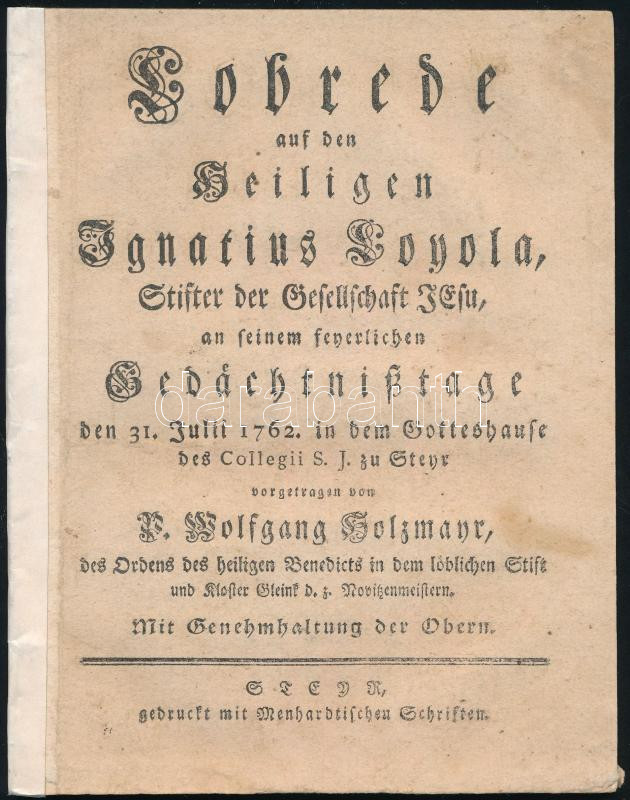 Lobrede
auf den
Heiligen
Ignatius Loyola,
Stifter der Gesellschaft JEsu,
an seinem feyerlichen
Gedächtnißtage
darabanth
den 31. Julii 1762. in dem Gotteshause
des Collegii S. J. zu Steyr
vorgetragen von
P. Wolfgang Holzmayr,
des Ordens des heiligen Benedicts in dem löblichen Stift
und Kloster Gleink d. z. Novitzenmeistern.
Mit Genehmhaltung der Obern.
STEYR,
gedruckt mit Menhardtischen Schriften.